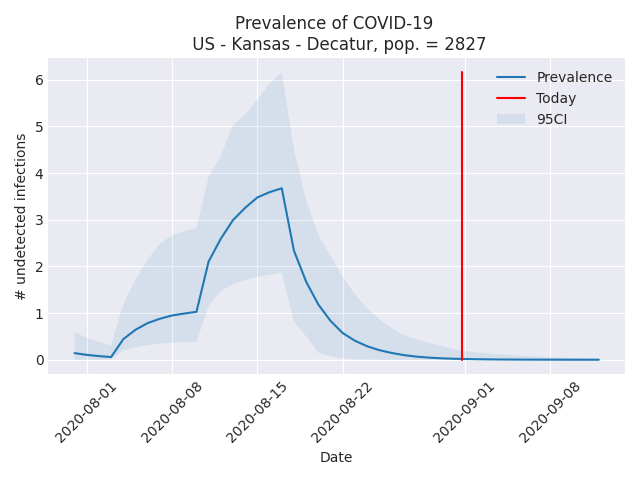 Prevalence of COVID-19
US - Kansas - Decatur, pop. = 2827
# undetected infections
6
5
4
3
2
1
0
Prevalence
Today
95CI
2020-08-01
2020-08-08
2020-08-15
2020-08-22
2020-09-01
2020-09-08
Date